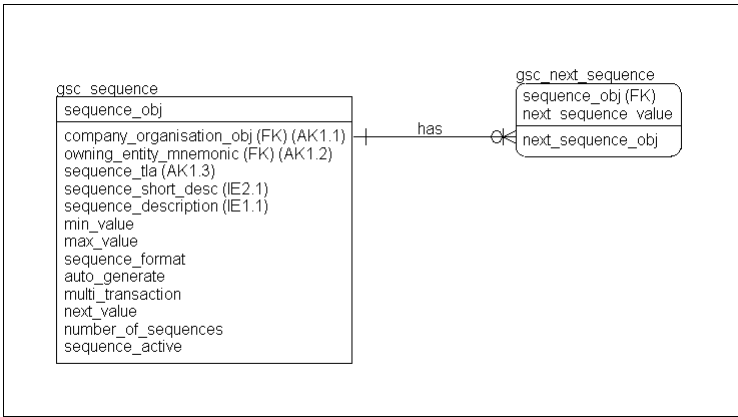 gsc_sequence
sequence_obj
company_organisation_obj (FK) (AK1.1)
owning_entity_mnemonic (FK) (AK1.2)
sequence_tla (AK1.3)
sequence_short_desc (IE2.1)
sequence_description (IE1.1)
min_value
max_value
sequence_format
auto_generate
multi_transaction
next_value
number_of_sequences
sequence_active
has
gsc_next_sequence
sequence_obj (FK)
next_sequence_value
next_sequence_obj